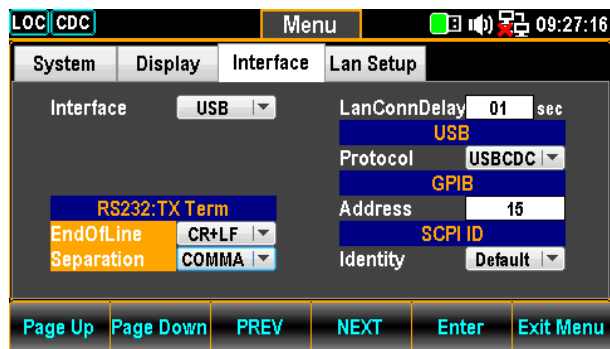 LOC CDC Menu 09:27:16
System Display Interface Lan Setup
Interface USB
LanConnDelay 01 sec
USB
Protocol USBCDC
GPIB
RS232:TX Term
Address 15
EndOfLine CR+LF
SCPI ID
Separation COMMA
Identity Default
Page Up Page Down PREV NEXT Enter Exit Menu